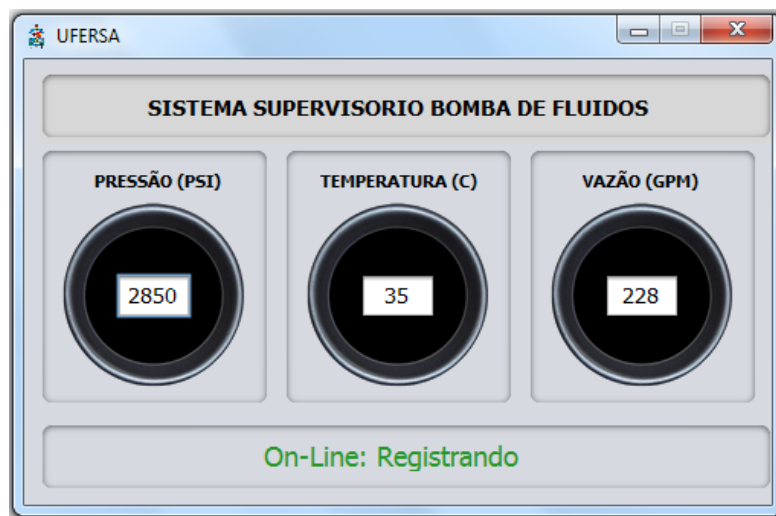 UFERSA
SISTEMA SUPERVISORIO BOMBA DE FLUIDOS
PRESSÃO (PSI)
TEMPERATURA (C)
VAZÃO (GPM)
2850
35
228
On-Line: Registrando